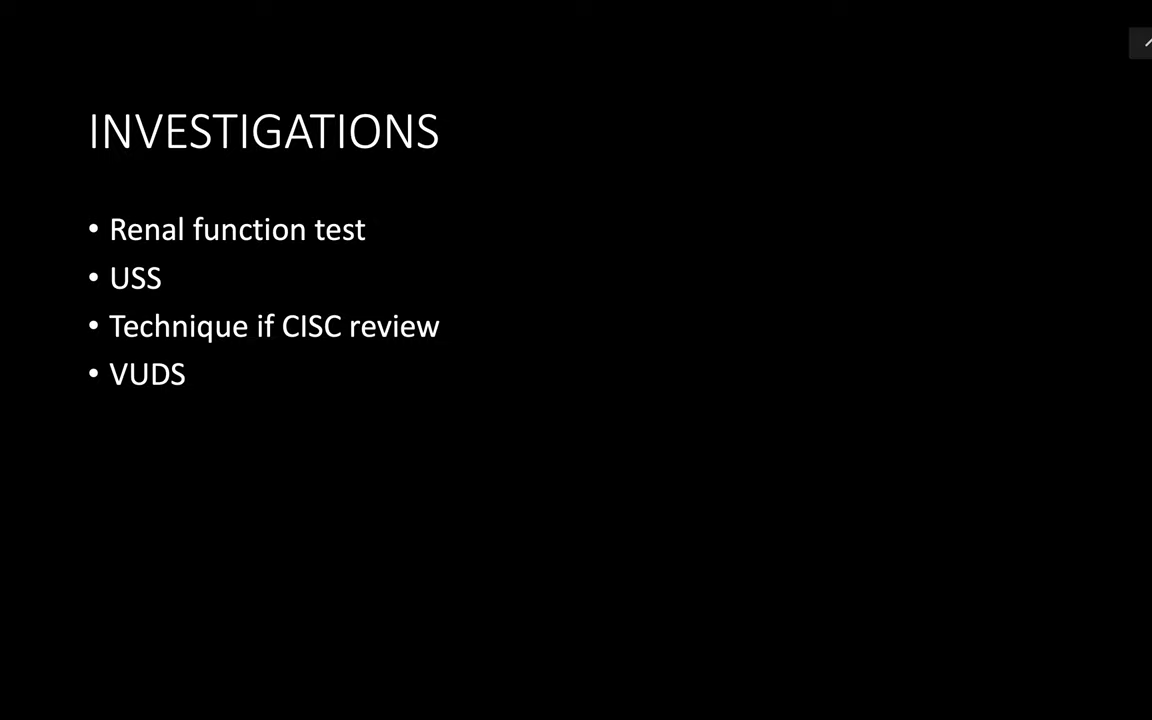 INVESTIGATIONS
• Renal function test
• USS
• Technique if CISC review
• VUDS